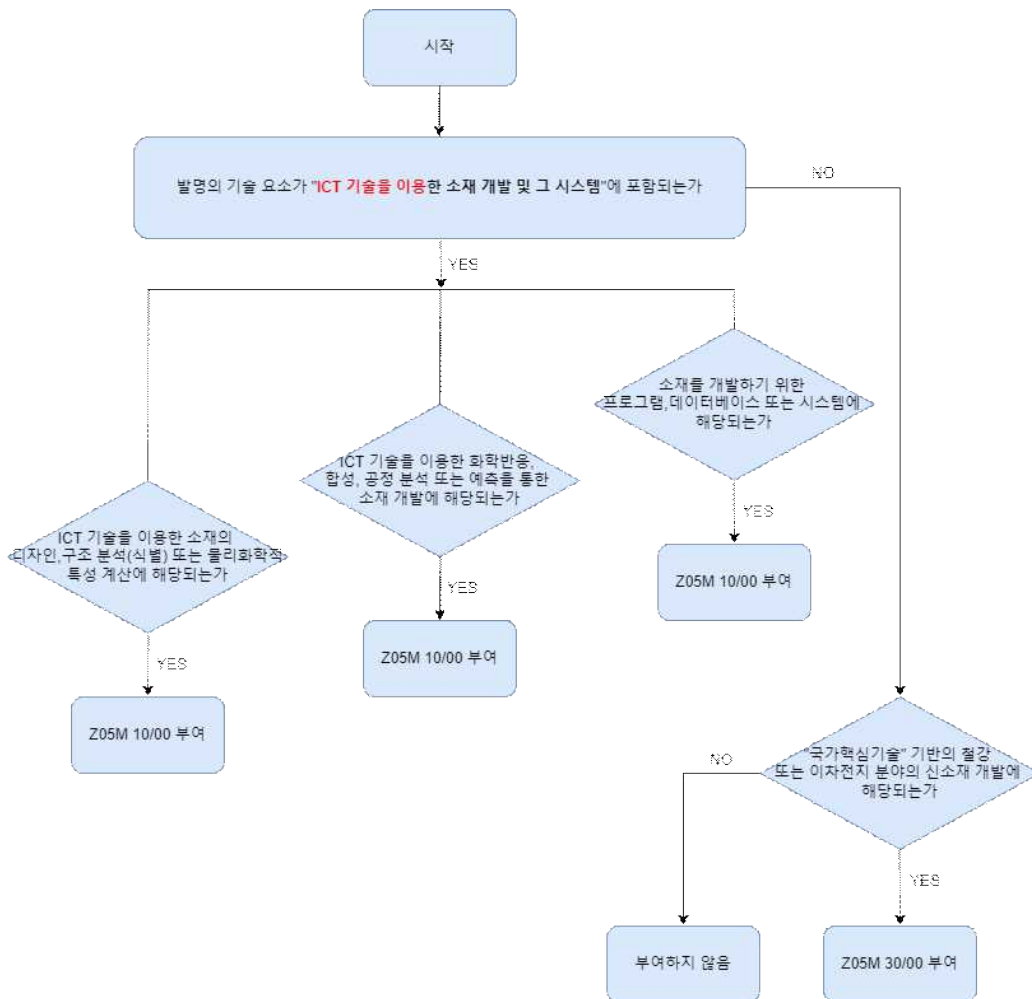 시작
발명의 기술 요소가 "ICT 기술을 이용한 소재 개발 및 그 시스템"에 포함되는가
NO
YES
소재를 개발하기 위한
프로그램,데이터베이스 또는 시스템에
해당되는가
ICT 기술을 이용한 화학반응,
합성, 공정 분석 또는 예측을 통한
소재 개발에 해당되는가
YES
ICT 기술을 이용한 소재의
디자인,구조 분석(식별) 또는 물리화학적
특성 계산에 해당되는가
Z05M 10/00 부여
YES
Z05M 10/00 부여
YES
Z05M 10/00 부여
"국가핵심기술" 기반의 철강
또는 이차전지 분야의 신소재 개발에
해당되는가
NO
YES
부여하지 않음
Z05M 30/00 부여